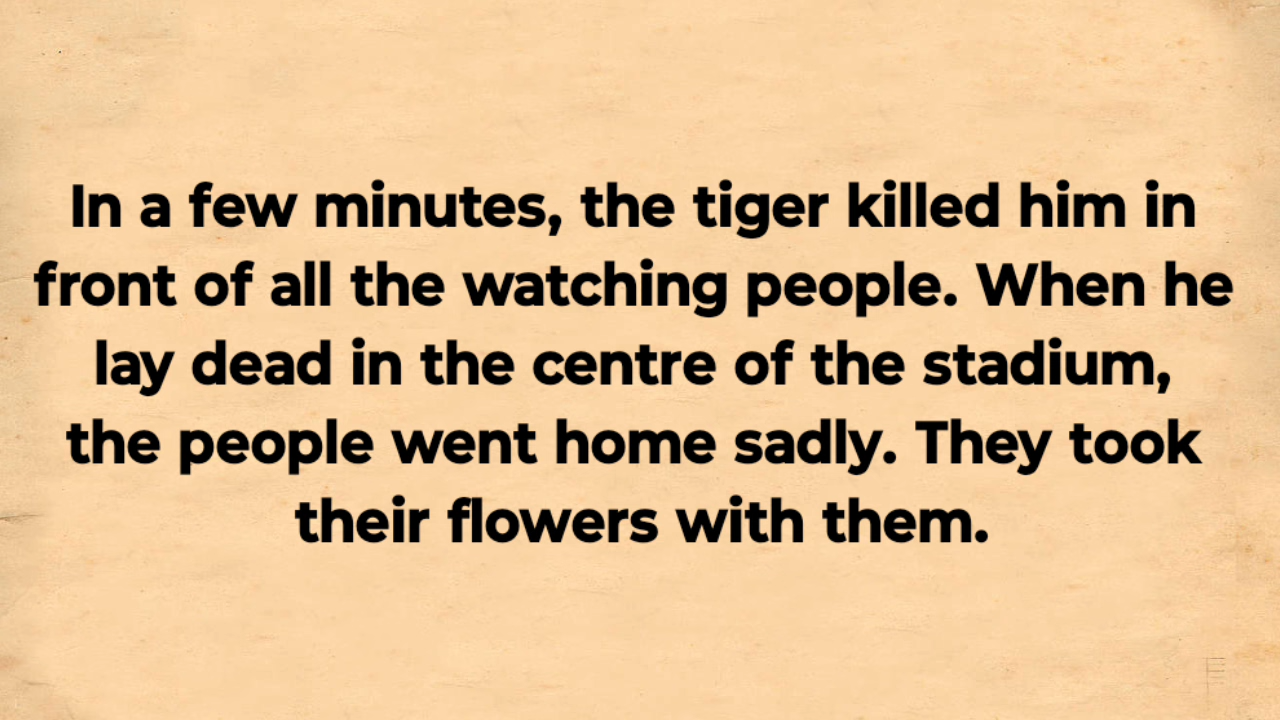 In a few minutes, the tiger killed him in
front of all the watching people. When he
lay dead in the centre of the stadium,
the people went home sadly. They took
their flowers with them.